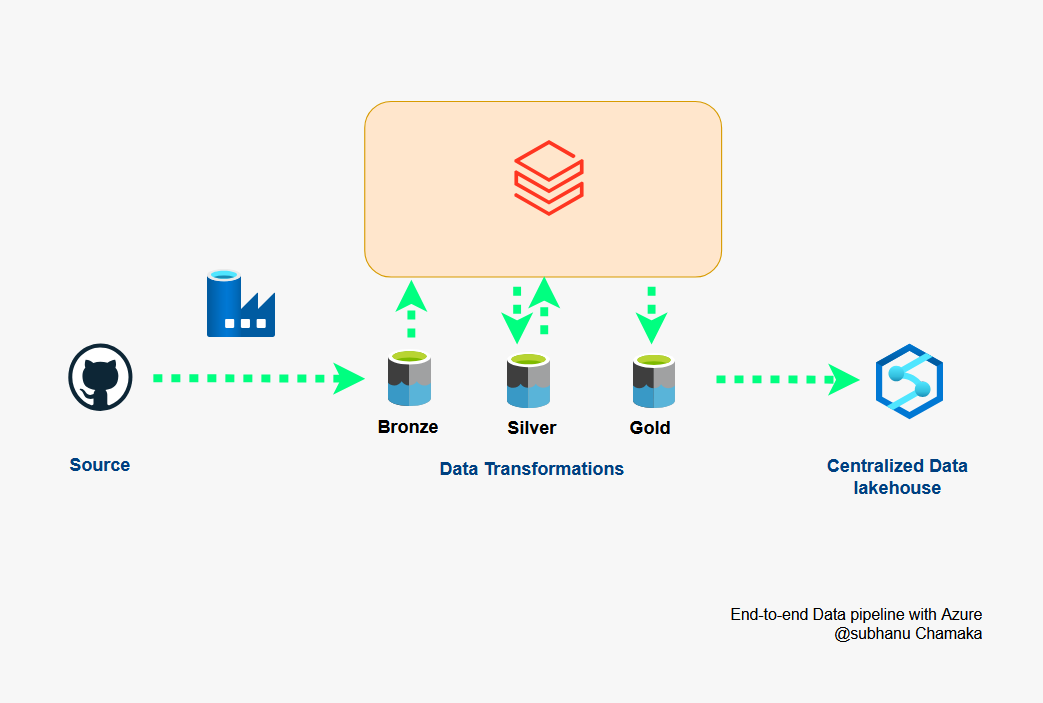 Bronze
Silver
Gold
Source
Data Transformations
Centralized Data
lakehouse
End-to-end Data pipeline with Azure
@subhanu Chamaka